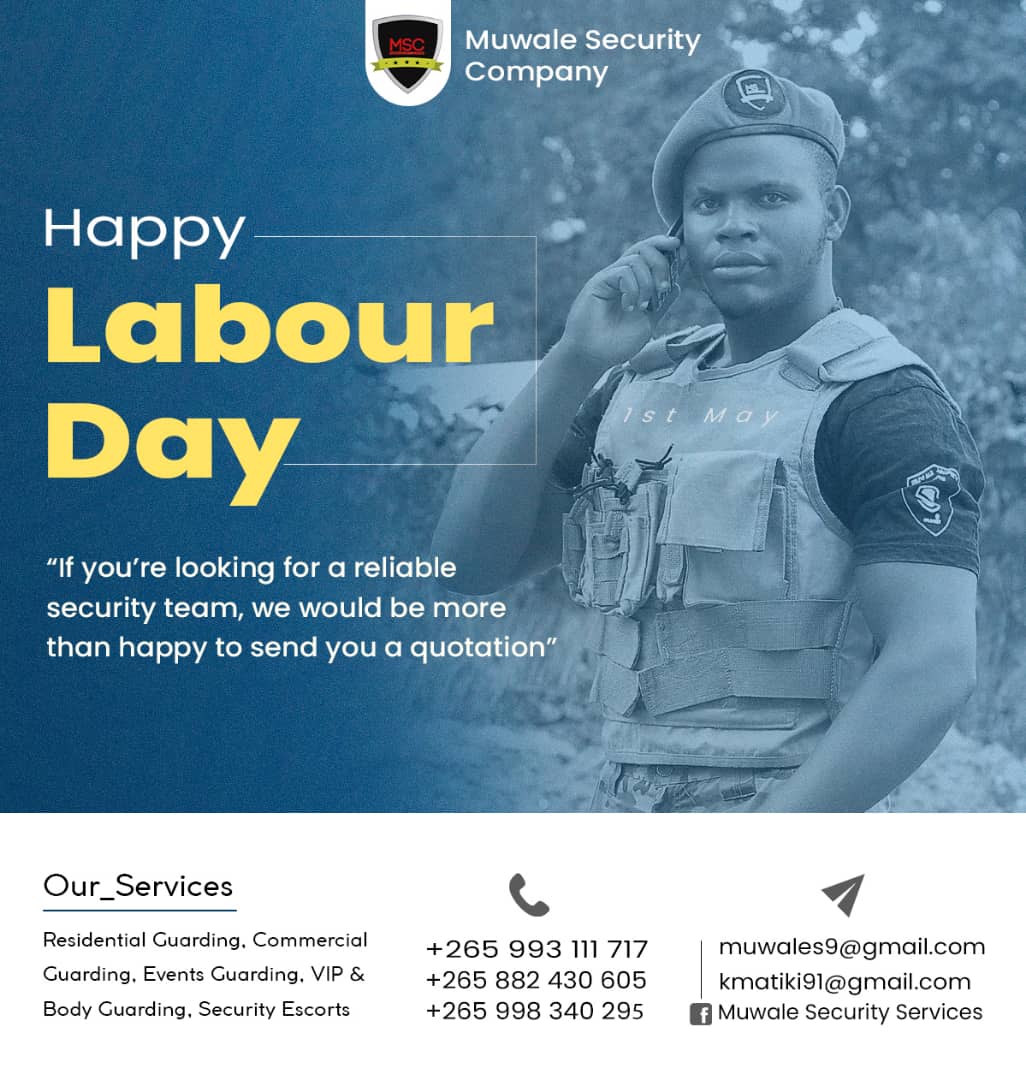 MSC
Muwale Security
Company
Happy
Labour
Day
1st May
“If you’re looking for a reliable
security team, we would be more
than happy to send you a quotation”
Our_Services
Residential Guarding, Commercial
Guarding, Events Guarding, VIP &
Body Guarding, Security Escorts
+265 993 111 717
+265 882 430 605
+265 998 340 295
muwales9@gmail.com
kmatiki91@gmail.com
Muwale Security Services